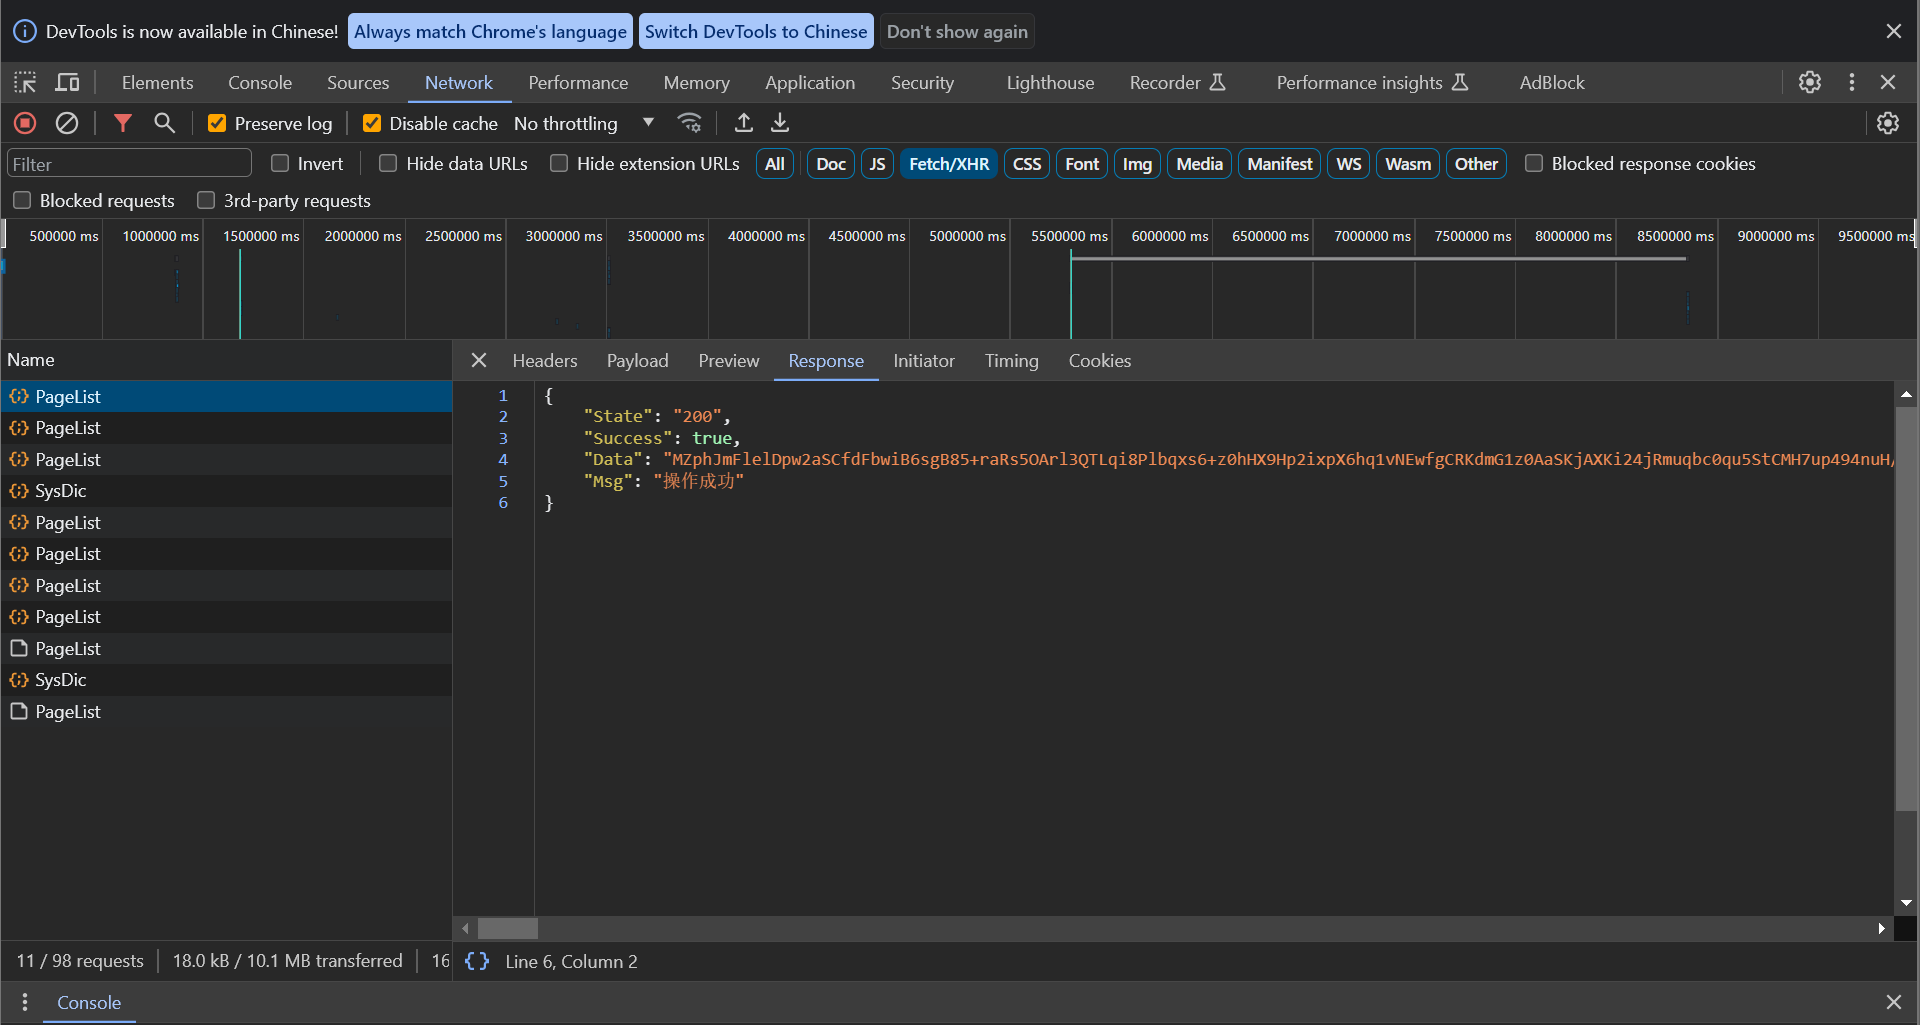 DevTools is now available in Chinese! Always match Chrome's language Switch DevTools to Chinese Don't show again
Elements Console Sources Network Performance Memory Application Security Lighthouse Recorder Performance insights AdBlock
Preserve log Disable cache No throttling
Filter Invert Hide data URLs Hide extension URLs All Doc JS Fetch/XHR CSS Font Img Media Manifest WS Wasm Other Blocked response cookies
Blocked requests 3rd-party requests
500000 ms 1000000 ms 1500000 ms 2000000 ms 2500000 ms 3000000 ms 3500000 ms 4000000 ms 4500000 ms 5000000 ms 5500000 ms 6000000 ms 6500000 ms 7000000 ms 7500000 ms 8000000 ms 8500000 ms 9000000 ms 9500000 ms
Name
PageList
PageList
PageList
SysDic
PageList
PageList
PageList
PageList
PageList
SysDic
PageList
Headers Payload Preview Response Initiator Timing Cookies
1 {
2 "State": "200",
3 "Success": true,
4 "Data": "MZphJmFlelDpw2aSCfdFbwiB6sgB85+raRs5OArl3QTLqi8Plbqxs6+z0hHX9Hp2ixpX6hq1vNEwfgCRKdmG1z0AaSKjAXKi24jRmuqbc0qu5StCMH7up494nuH/
5 "Msg": "操作成功"
6 }
11 / 98 requests 18.0 kB / 10.1 MB transferred 16
{ } Line 6, Column 2
Console